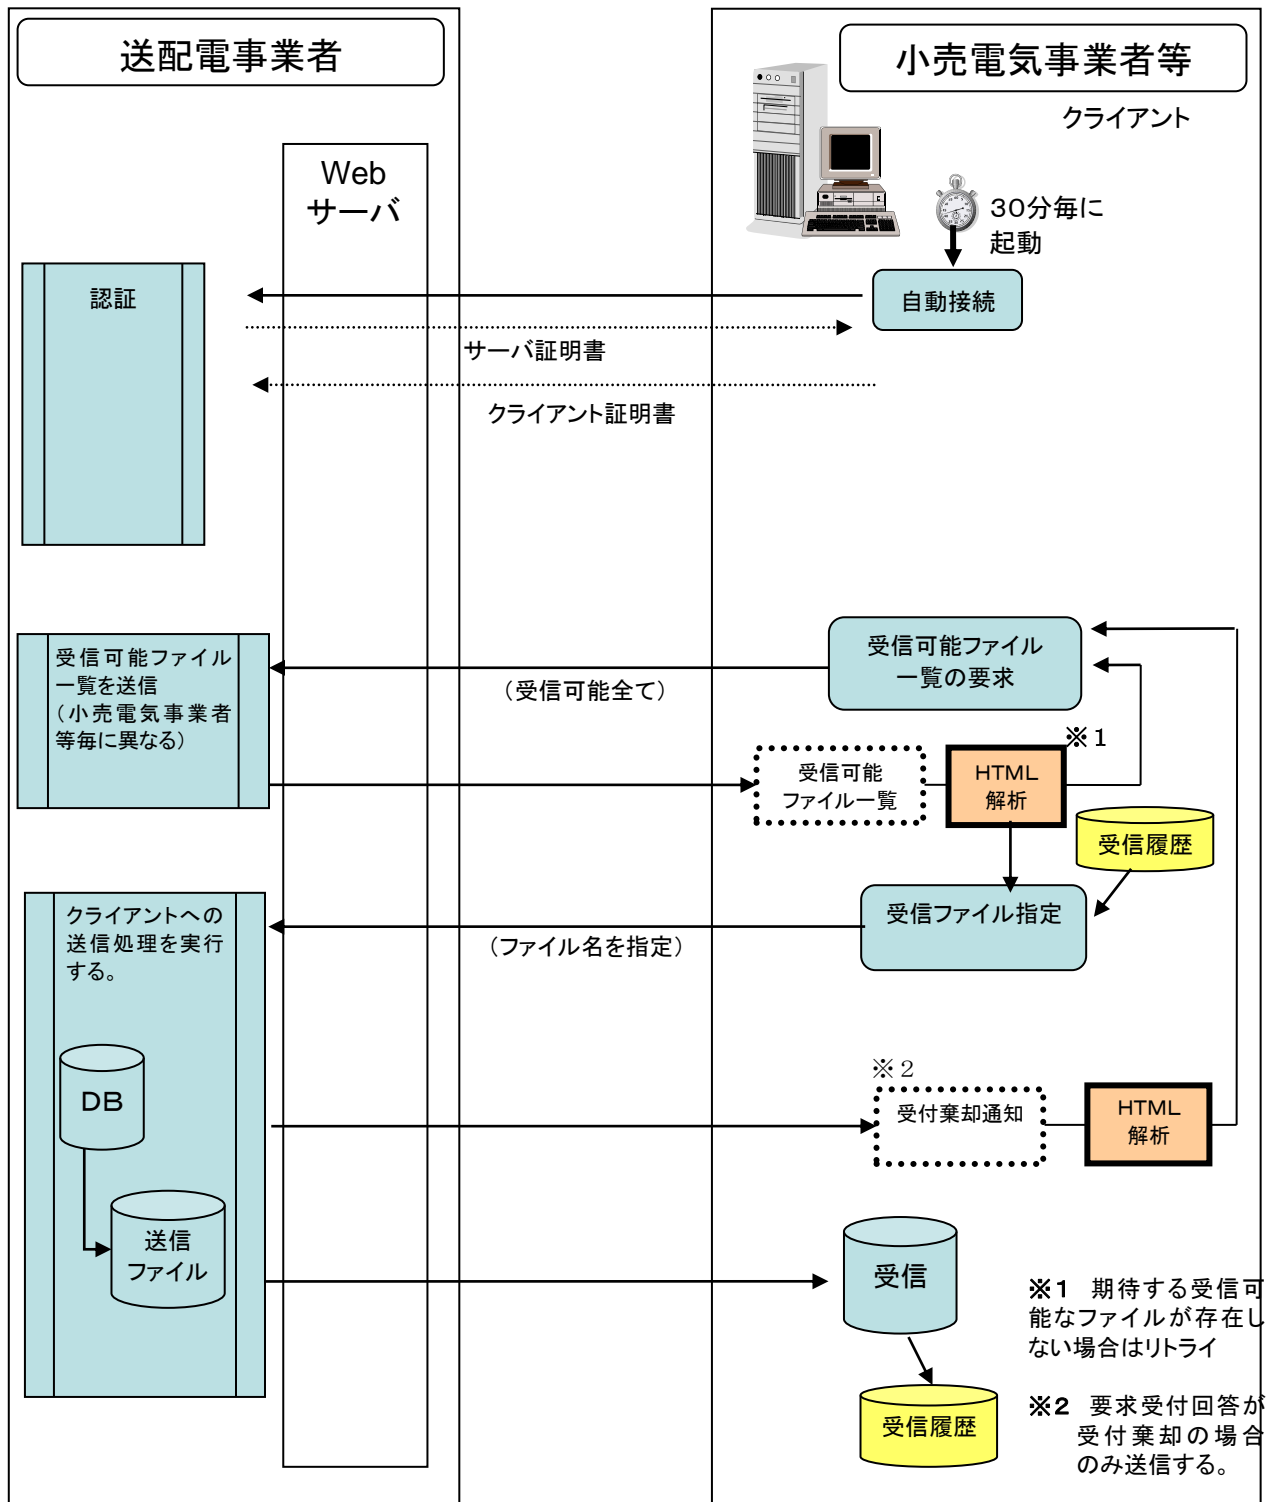 送配電事業者
小売電気事業者等
クライアント
Web
サーバ
30分毎に
起動
認証
自動接続
サーバ証明書
クライアント証明書
受信可能ファイル
一覧を送信
(小売電気事業者
等毎に異なる)
受信可能ファイル
一覧の要求
(受信可能全て)
※1
受信可能
ファイル一覧
HTML
解析
受信履歴
クライアントへの
送信処理を実行
する。
受信ファイル指定
(ファイル名を指定)
DB
※2
受付棄却通知
HTML
解析
送信
ファイル
受信
※1 期待する受信可
能なファイルが存在し
ない場合はリトライ
受信履歴
※2 要求受付回答が
受付棄却の場合
のみ送信する。